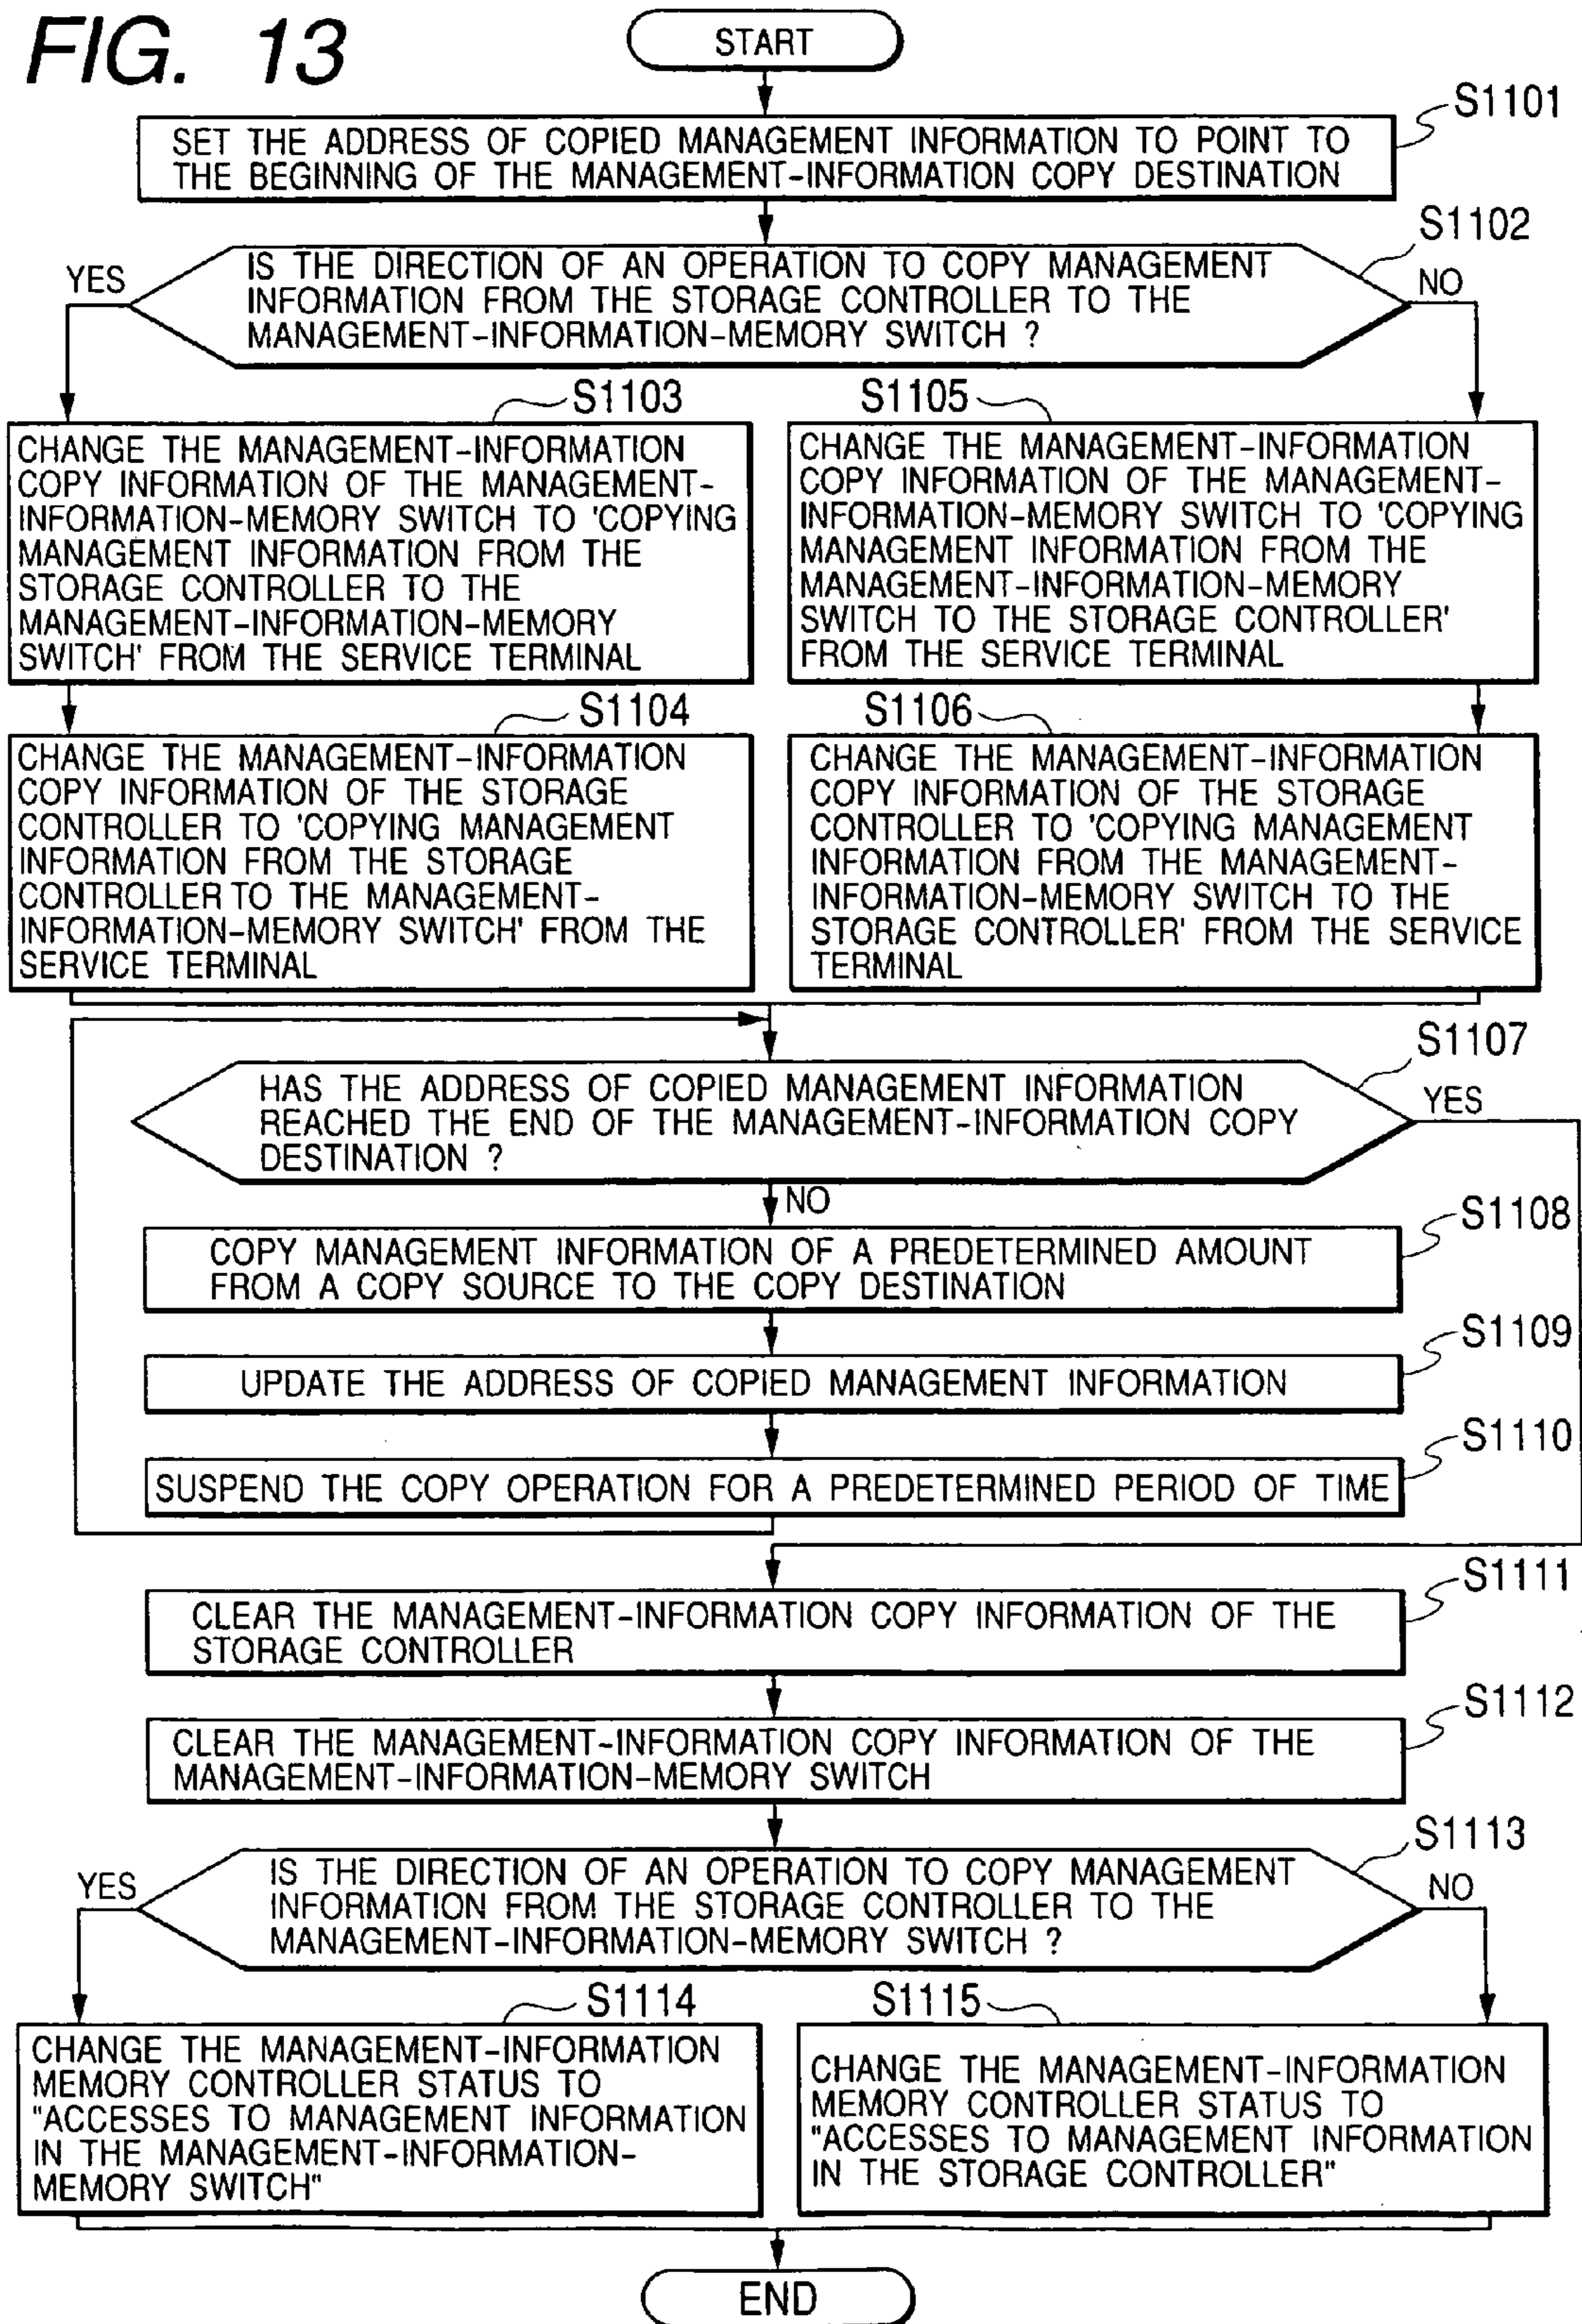 FIG. 13
START
S1101
SET THE ADDRESS OF COPIED MANAGEMENT INFORMATION TO POINT TO
THE BEGINNING OF THE MANAGEMENT-INFORMATION COPY DESTINATION
S1102
YES
IS THE DIRECTION OF AN OPERATION TO COPY MANAGEMENT
INFORMATION FROM THE STORAGE CONTROLLER TO THE
MANAGEMENT-INFORMATION-MEMORY SWITCH ?
NO
S1103
CHANGE THE MANAGEMENT-INFORMATION
COPY INFORMATION OF THE MANAGEMENT-
INFORMATION-MEMORY SWITCH TO 'COPYING
MANAGEMENT INFORMATION FROM THE
STORAGE CONTROLLER TO THE
MANAGEMENT-INFORMATION-MEMORY
SWITCH' FROM THE SERVICE TERMINAL
S1105
CHANGE THE MANAGEMENT-INFORMATION
COPY INFORMATION OF THE MANAGEMENT-
INFORMATION-MEMORY SWITCH TO 'COPYING
MANAGEMENT INFORMATION FROM THE
MANAGEMENT-INFORMATION-MEMORY
SWITCH TO THE STORAGE CONTROLLER'
FROM THE SERVICE TERMINAL
S1104
CHANGE THE MANAGEMENT-INFORMATION
COPY INFORMATION OF THE STORAGE
CONTROLLER TO 'COPYING MANAGEMENT
INFORMATION FROM THE STORAGE
CONTROLLER TO THE MANAGEMENT-
INFORMATION-MEMORY SWITCH' FROM THE
SERVICE TERMINAL
S1106
CHANGE THE MANAGEMENT-INFORMATION
COPY INFORMATION OF THE STORAGE
CONTROLLER TO 'COPYING MANAGEMENT
INFORMATION FROM THE MANAGEMENT-
INFORMATION-MEMORY SWITCH TO THE
STORAGE CONTROLLER' FROM THE SERVICE
TERMINAL
S1107
HAS THE ADDRESS OF COPIED MANAGEMENT INFORMATION
REACHED THE END OF THE MANAGEMENT-INFORMATION COPY
DESTINATION ?
YES
NO
S1108
COPY MANAGEMENT INFORMATION OF A PREDETERMINED AMOUNT
FROM A COPY SOURCE TO THE COPY DESTINATION
S1109
UPDATE THE ADDRESS OF COPIED MANAGEMENT INFORMATION
S1110
SUSPEND THE COPY OPERATION FOR A PREDETERMINED PERIOD OF TIME
S1111
CLEAR THE MANAGEMENT-INFORMATION COPY INFORMATION OF THE
STORAGE CONTROLLER
S1112
CLEAR THE MANAGEMENT-INFORMATION COPY INFORMATION OF THE
MANAGEMENT-INFORMATION-MEMORY SWITCH
S1113
YES
IS THE DIRECTION OF AN OPERATION TO COPY MANAGEMENT
INFORMATION FROM THE STORAGE CONTROLLER TO THE
MANAGEMENT-INFORMATION-MEMORY SWITCH ?
NO
S1114
CHANGE THE MANAGEMENT-INFORMATION
MEMORY CONTROLLER STATUS TO
"ACCESSES TO MANAGEMENT INFORMATION
IN THE MANAGEMENT-INFORMATION-
MEMORY SWITCH"
S1115
CHANGE THE MANAGEMENT-INFORMATION
MEMORY CONTROLLER STATUS TO
"ACCESSES TO MANAGEMENT INFORMATION
IN THE STORAGE CONTROLLER"
END